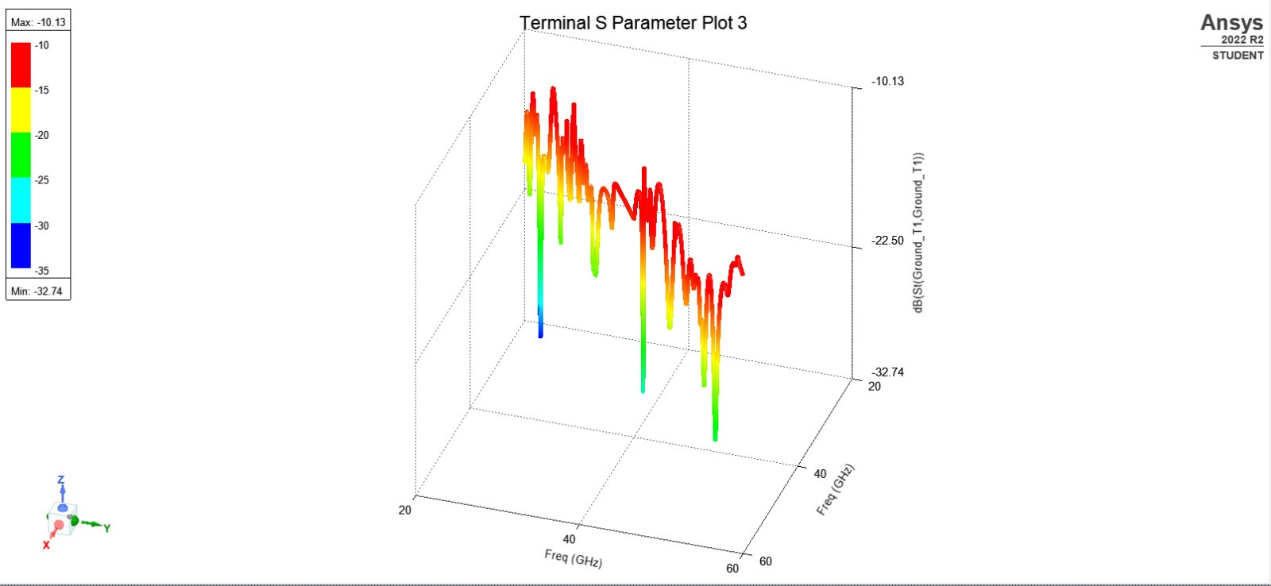 Terminal S Parameter Plot 3
Ansys
2022 R2
STUDENT
Max: -10.13
-10
-15
-20
-25
-30
-35
Min: -32.74
-10.13
-22.50
-32.74
dB(St(Ground_T1,Ground_T1))
20
40
60
Freq (GHz)
20
40
60
Freq (GHz)
Z
Y
X